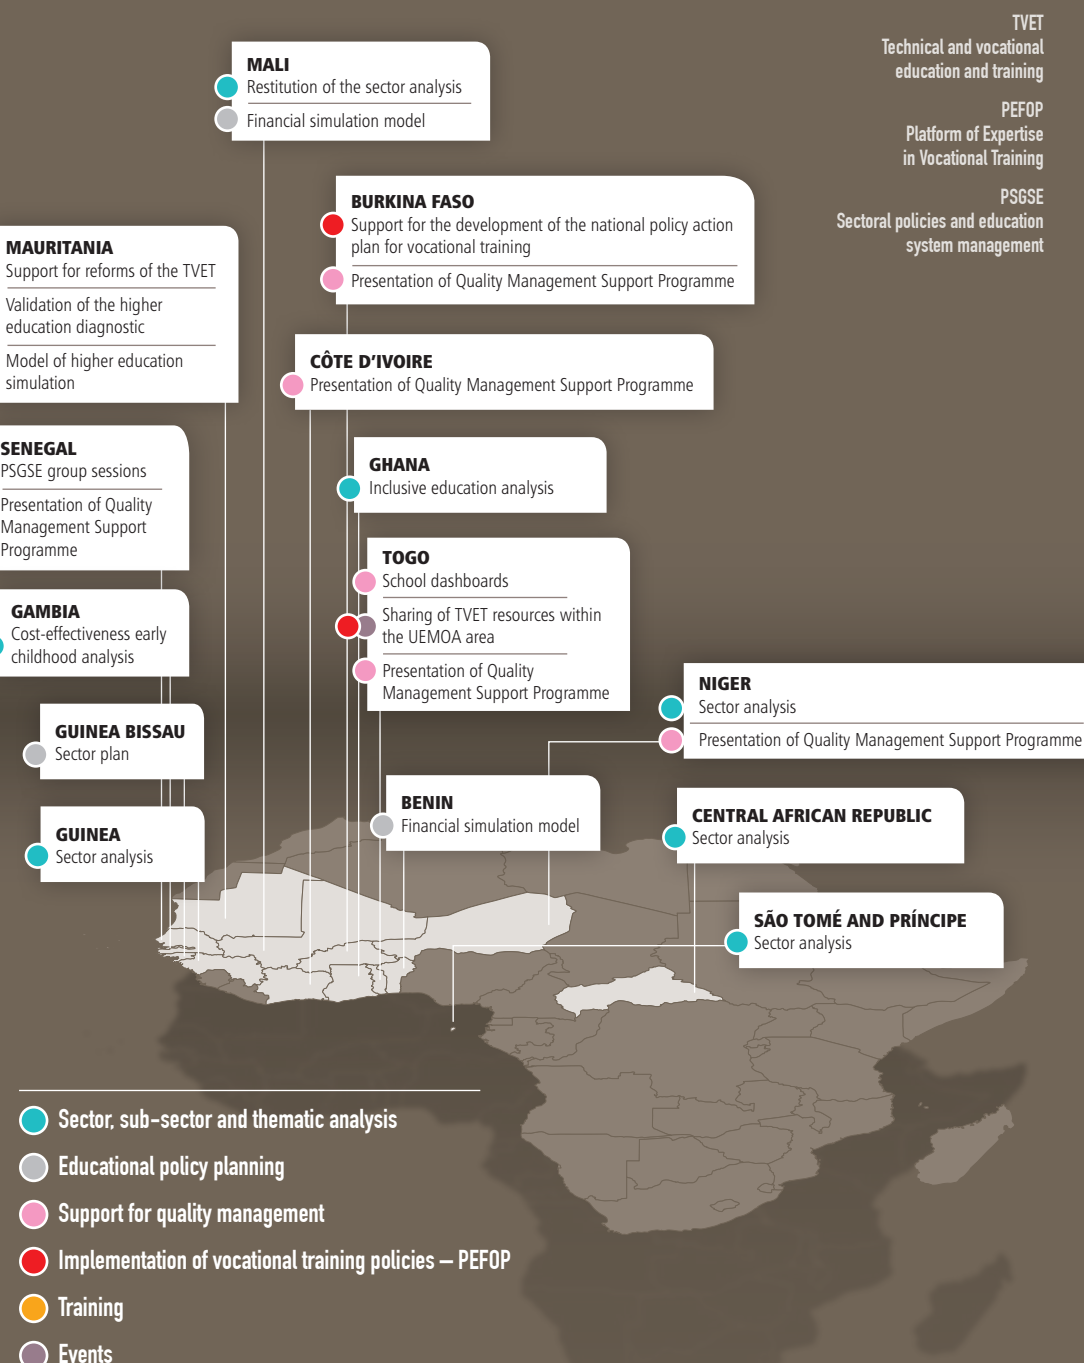 TVET
Technical and vocational
education and training
PEFOP
Platform of Expertise
in Vocational Training
PSGSE
Sectoral policies and education
system management
MALI
Restitution of the sector analysis
Financial simulation model
BURKINA FASO
Support for the development of the national policy action
plan for vocational training
Presentation of Quality Management Support Programme
MAURITANIA
Support for reforms of the TVET
Validation of the higher
education diagnostic
Model of higher education
simulation
CÔTE D’IVOIRE
Presentation of Quality Management Support Programme
SENEGAL
PSGSE group sessions
Presentation of Quality
Management Support
Programme
GHANA
Inclusive education analysis
TOGO
School dashboards
Sharing of TVET resources within
the UEMOA area
Presentation of Quality
Management Support Programme
GAMBIA
Cost-effectiveness early
childhood analysis
NIGER
Sector analysis
Presentation of Quality Management Support Programme
GUINEA BISSAU
Sector plan
BENIN
Financial simulation model
CENTRAL AFRICAN REPUBLIC
Sector analysis
GUINEA
Sector analysis
SÃO TOMÉ AND PRÍNCIPE
Sector analysis
Sector, sub-sector and thematic analysis
Educational policy planning
Support for quality management
Implementation of vocational training policies – PEFOP
Training
Events